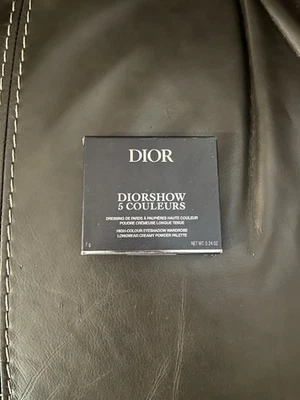 DIOR
DIORSHOW
5 COULEURS
DRESSING DE FARDS À PAUPIÈRES HAUTE COULEUR
POUDRE CRÉMEUSE LONGUE TENUE
HIGH-COLOUR EYESHADOW WARDROBE
LONGWEAR CREAMY POWDER PALETTE
7 g
NET WT. 0.24 OZ